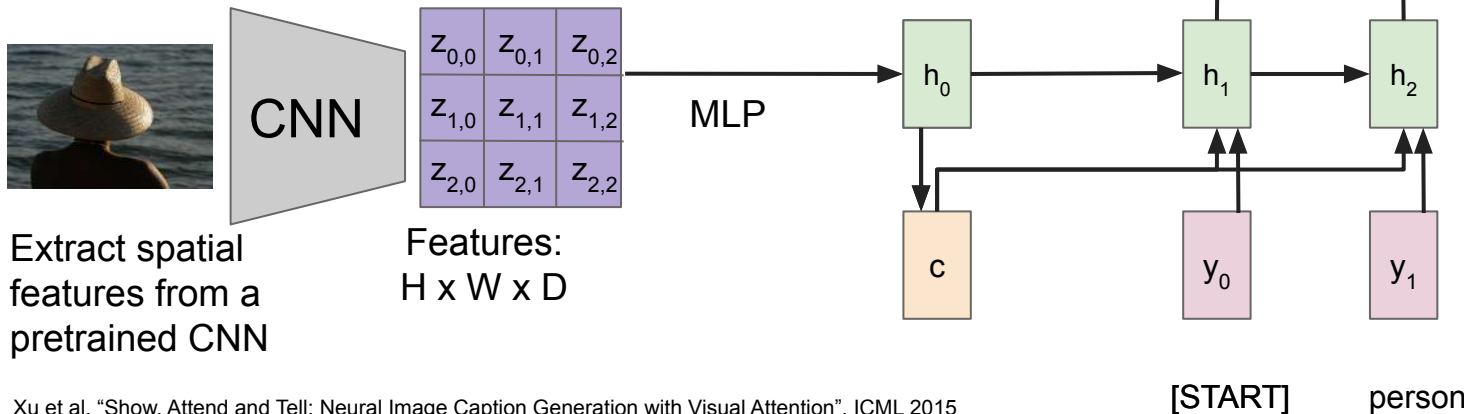 z0,0 z0,1 z0,2
z1,0 z1,1 z1,2
z2,0 z2,1 z2,2
CNN
MLP
h0
h1
h2
Extract spatial
features from a
pretrained CNN
Features:
H x W x D
c
y0
y1
[START]
person
Xu et al, “Show, Attend and Tell: Neural Image Caption Generation with Visual Attention”, ICML 2015